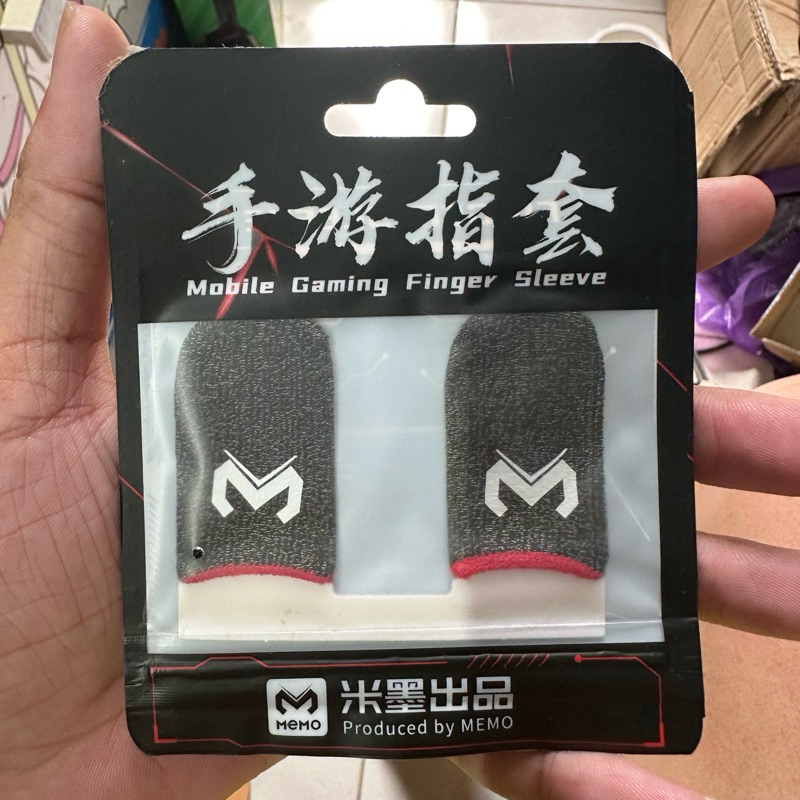 手游指套
Mobile Gaming Finger Sleeve
MEMO
米墨出品
Produced by MEMO